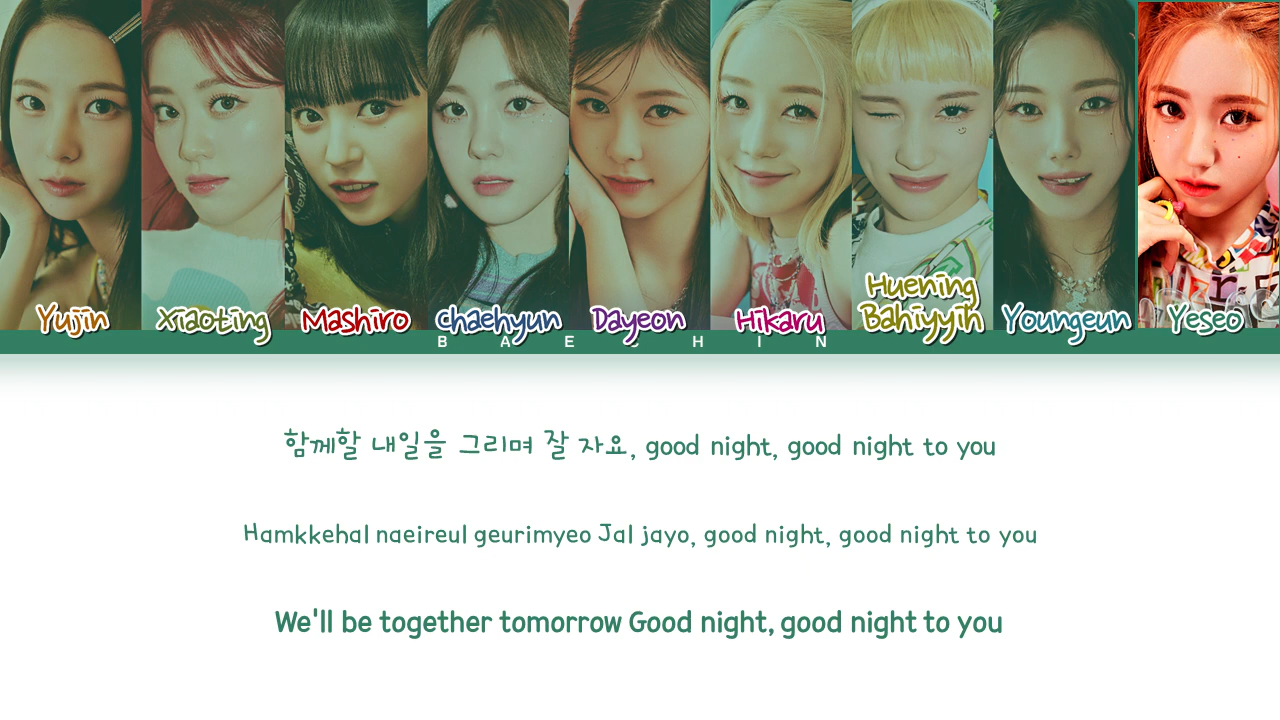 Yujin Xiaoting Mashiro Chaehyun Dayeon Hikaru Huening Bahiyyih Youngeun Yeseo
B A E S H I N
함께할 내일을 그리며 잘 자요, good night, good night to you
Hamkkehal naeireul geurimyeo Jal jayo, good night, good night to you
We'll be together tomorrow Good night, good night to you